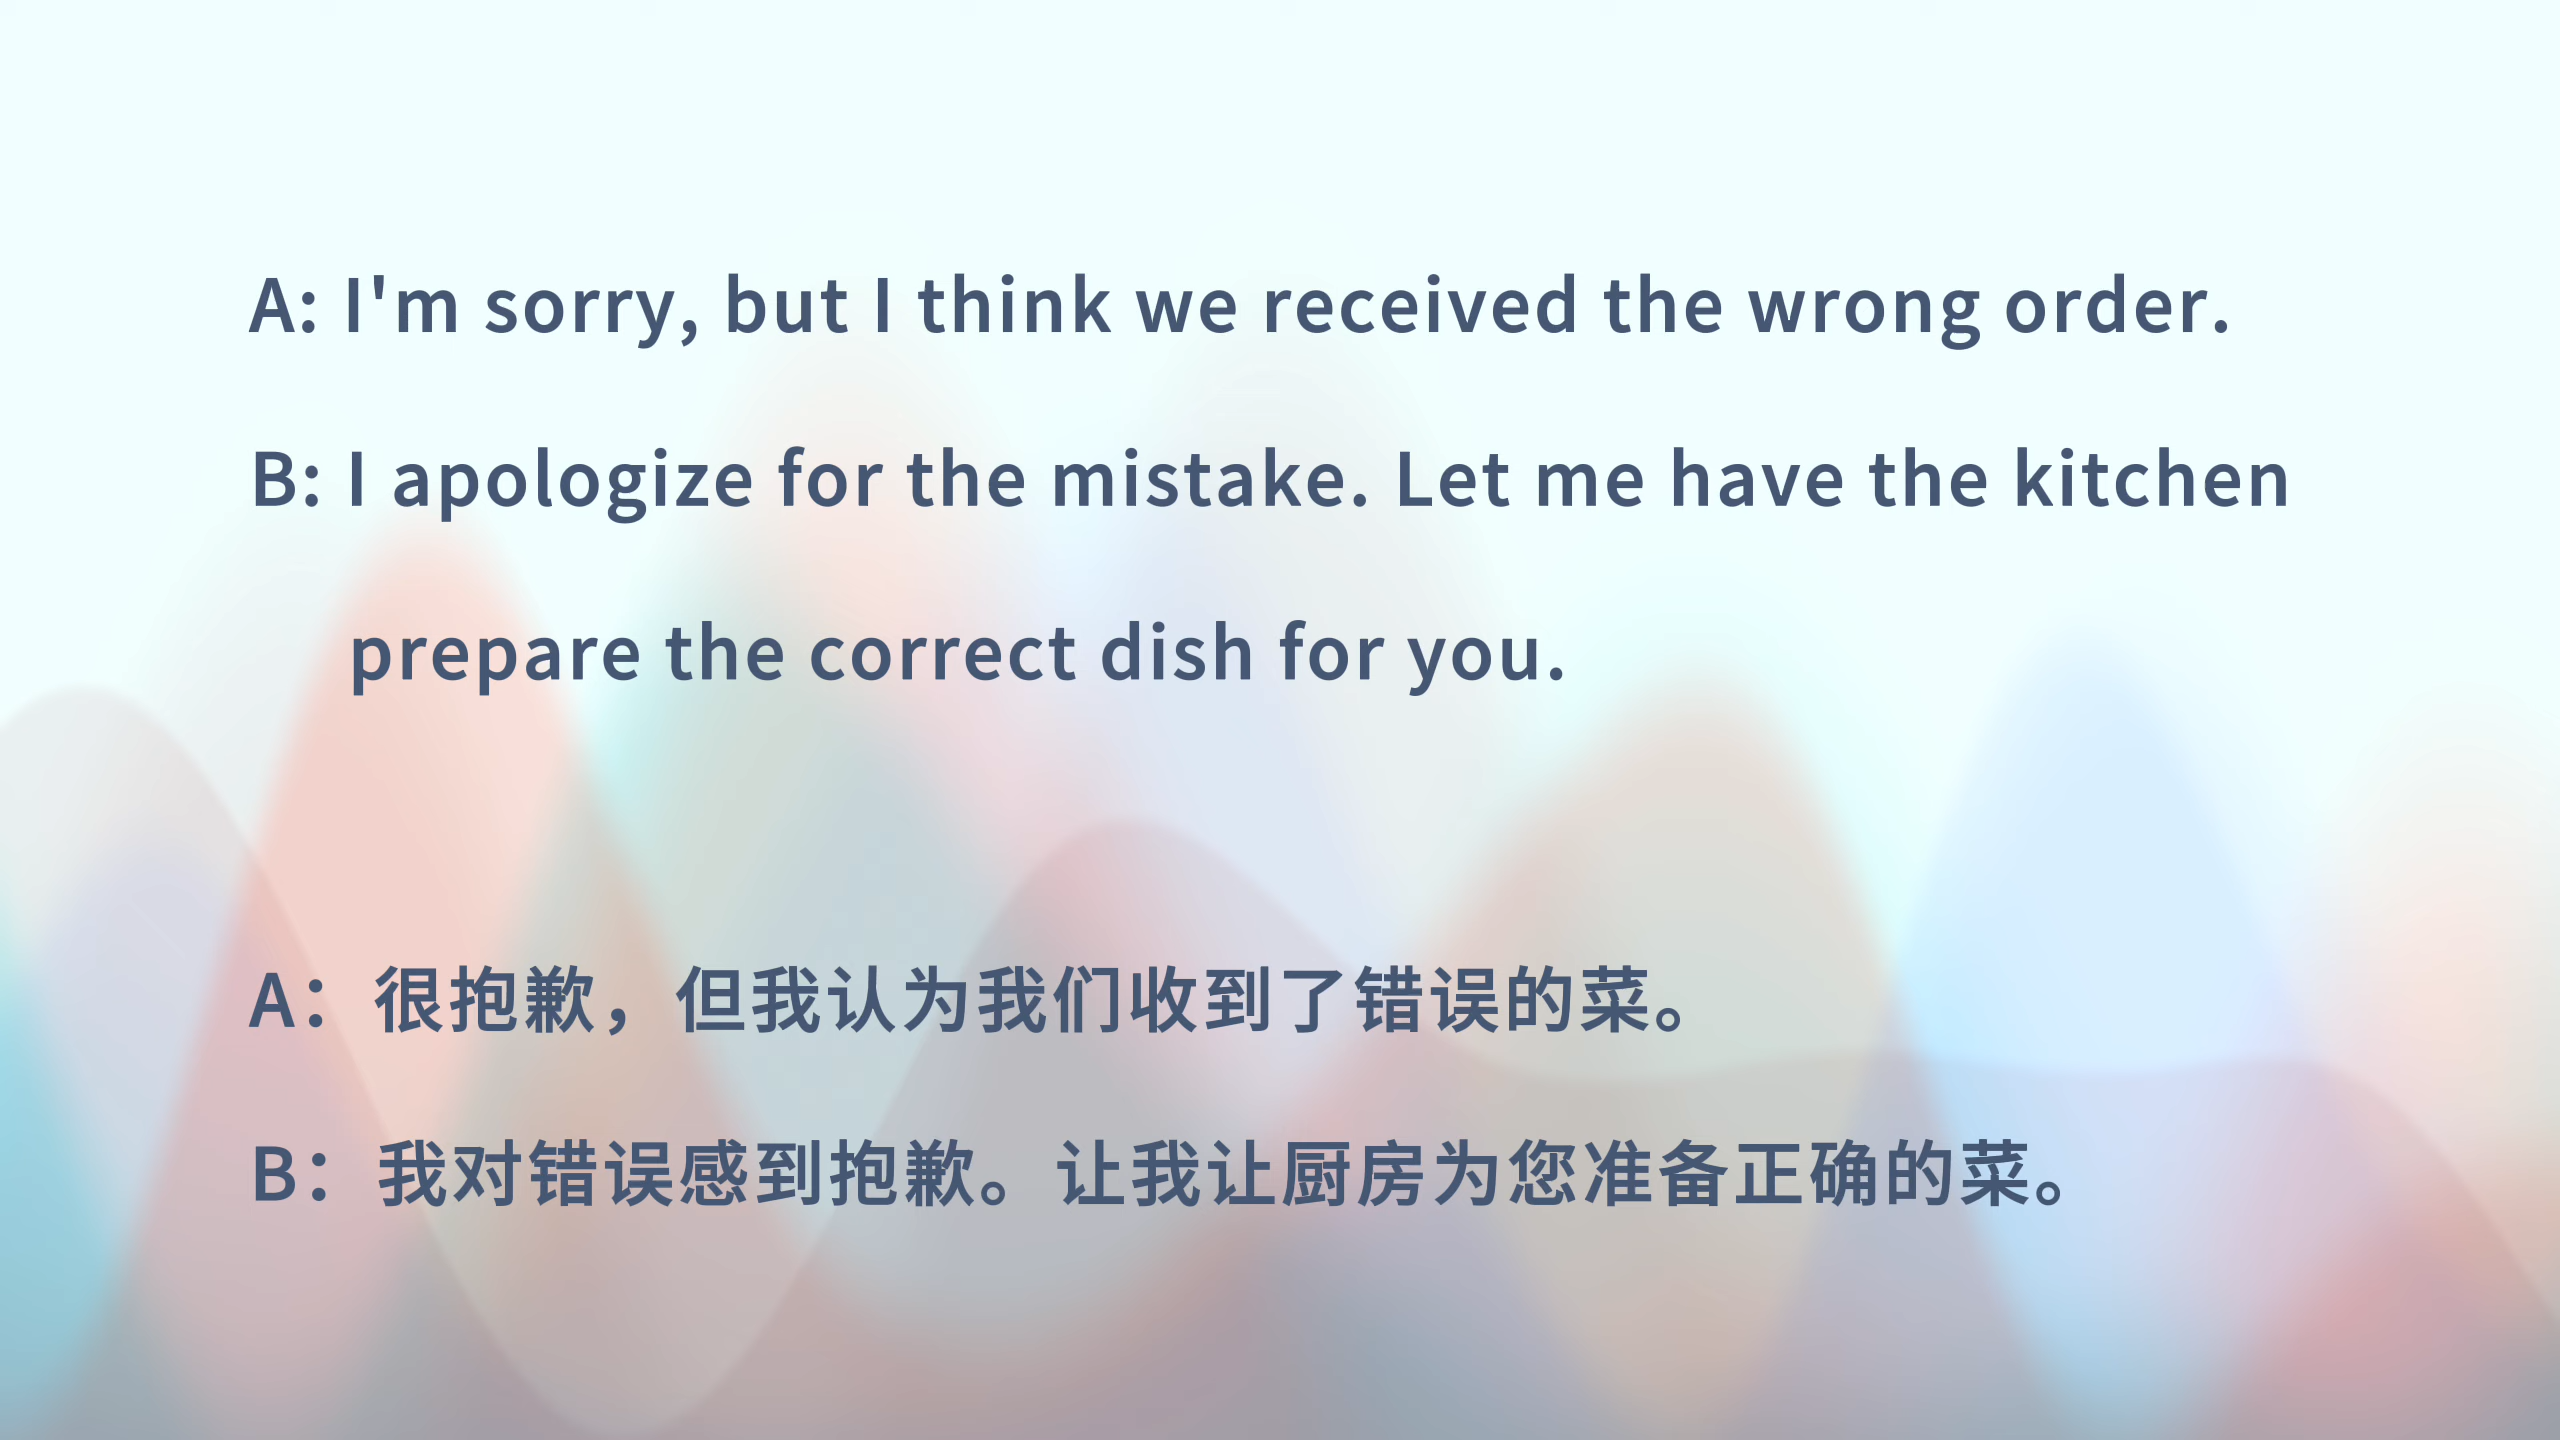 A: I'm sorry, but I think we received the wrong order.
B: I apologize for the mistake. Let me have the kitchen
prepare the correct dish for you.
A：很抱歉，但我认为我们收到了错误的菜。
B：我对错误感到抱歉。让我让厨房为您准备正确的菜。